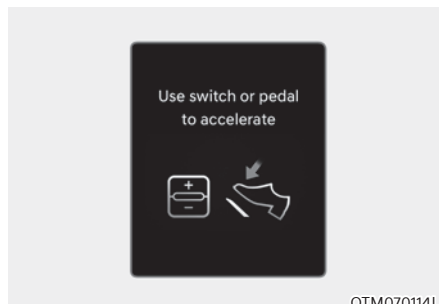 Use switch or pedal
to accelerate
+
−
OTM070114L